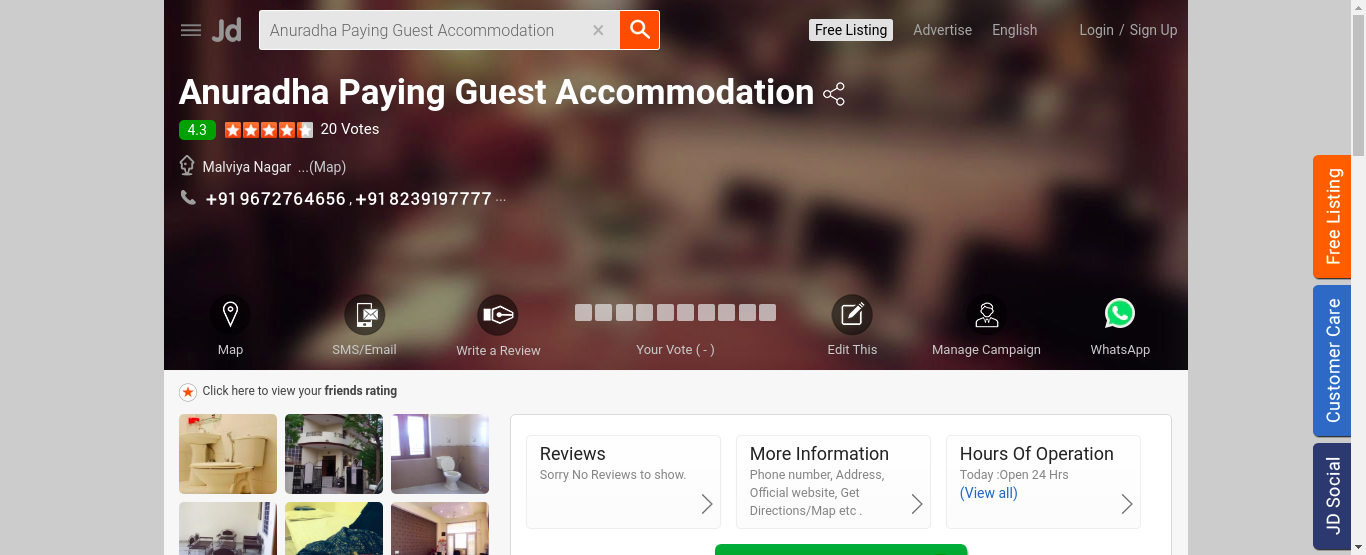 Jd
Anuradha Paying Guest Accommodation
Free Listing
Advertise
English
Login / Sign Up
Anuradha Paying Guest Accommodation
4.3
20 Votes
Malviya Nagar ...(Map)
+91 9672764656 , +91 8239197777 ...
Map
SMS/Email
Write a Review
Your Vote ( - )
Edit This
Manage Campaign
WhatsApp
Free Listing
Customer Care
JD Social
Click here to view your friends rating
Reviews
Sorry No Reviews to show.
More Information
Phone number, Address,
Official website, Get
Directions/Map etc .
Hours Of Operation
Today :Open 24 Hrs
(View all)